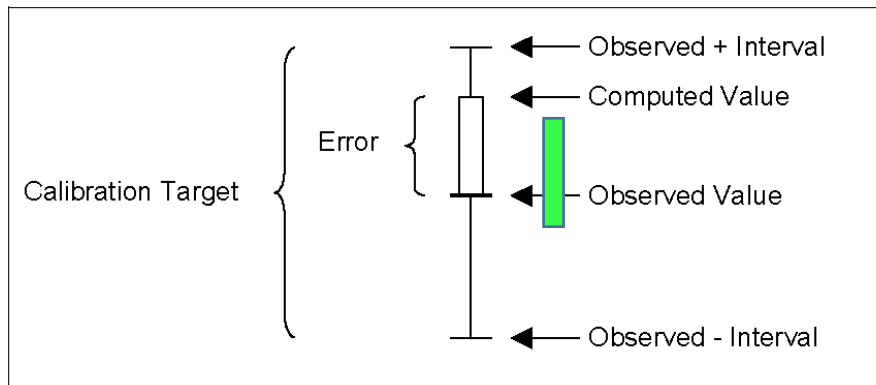 Observed + Interval
Computed Value
Error
Calibration Target
Observed Value
Observed - Interval